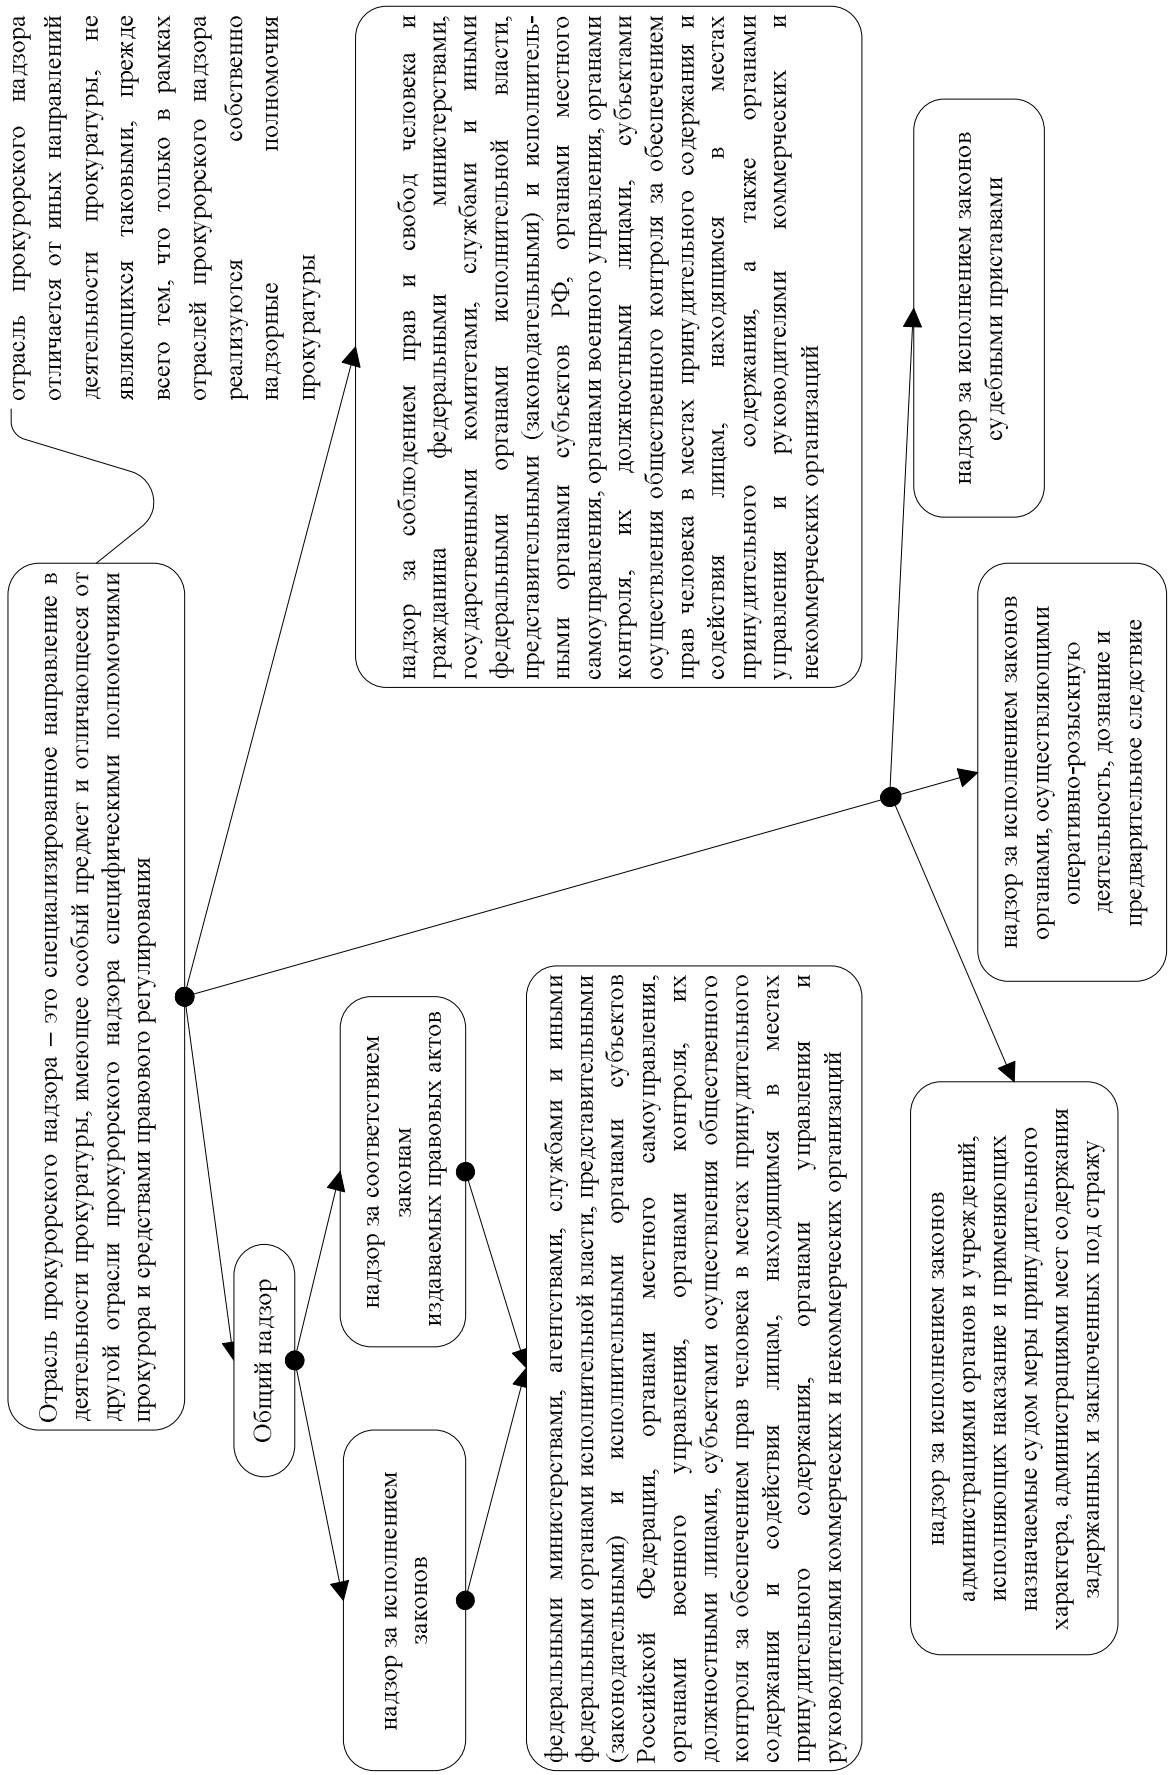 Отрасль прокурорского надзора – это специализированное направление в
деятельности прокуратуры, имеющее особый предмет и отличающееся от
другой отрасли прокурорского надзора специфическими полномочиями
прокурора и средствами правового регулирования
отрасль прокурорского надзора
отличается от иных направлений
деятельности прокуратуры, не
являющихся таковыми, прежде
всего тем, что только в рамках
отраслей прокурорского надзора
реализуются собственно
надзорные полномочия
прокуратуры
Общий надзор
надзор за исполнением
законов
надзор за соответствием
законам
издаваемых правовых актов
федеральными министерствами, агентствами, службами и иными
федеральными органами исполнительной власти, представительными
(законодательными) и исполнительными органами субъектов
Российской Федерации, органами местного самоуправления,
органами военного управления, органами контроля, их
должностными лицами, субъектами осуществления общественного
контроля за обеспечением прав человека в местах принудительного
содержания и содействия лицам, находящимся в местах
принудительного содержания, органами управления и
руководителями коммерческих и некоммерческих организаций
надзор за соблюдением прав и свобод человека и
гражданина федеральными министерствами,
государственными комитетами, службами и иными
федеральными органами исполнительной власти,
представительными (законодательными) и исполнитель-
ными органами субъектов РФ, органами местного
самоуправления, органами военного управления, органами
контроля, их должностными лицами, субъектами
осуществления общественного контроля за обеспечением
прав человека в местах принудительного содержания и
содействия лицам, находящимся в местах
принудительного содержания, а также органами
управления и руководителями коммерческих и
некоммерческих организаций
надзор за исполнением законов
администрациями органов и учреждений,
исполняющих наказание и применяющих
назначаемые судом меры принудительного
характера, администрациями мест содержания
задержанных и заключенных под стражу
надзор за исполнением законов
органами, осуществляющими
оперативно-розыскную
деятельность, дознание и
предварительное следствие
надзор за исполнением законов
судебными приставами